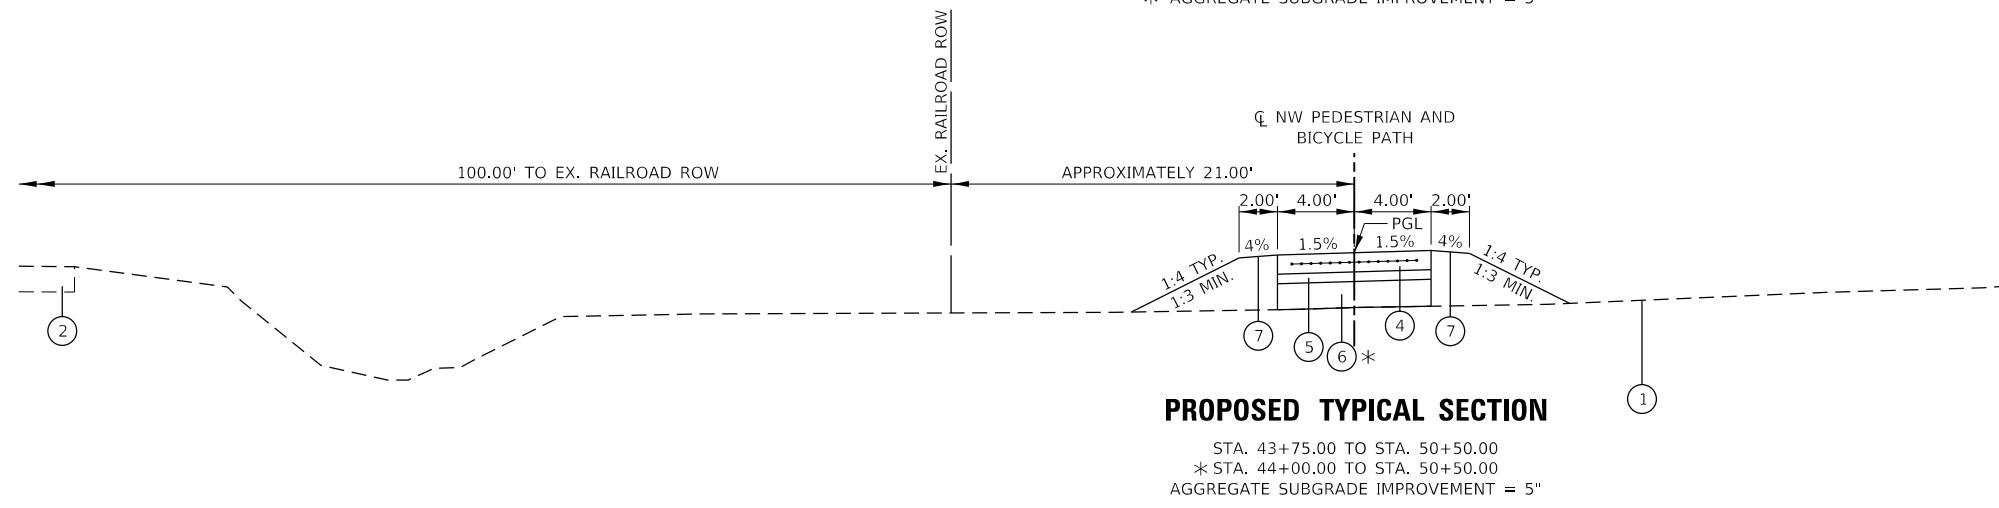 * AGGREGATE SUBGRADE IMPROVEMENT = 5"
EX. RAILROAD ROW
℄ NW PEDESTRIAN AND
BICYCLE PATH
100.00' TO EX. RAILROAD ROW
APPROXIMATELY 21.00'
2.00' 4.00' 4.00' 2.00'
PGL
4% 1.5% 1.5% 4%
1:4 TYP.
1:3 MIN.
1:4 TYP.
1:3 MIN.
2
7
5
6 *
4
7
1
PROPOSED TYPICAL SECTION
STA. 43+75.00 TO STA. 50+50.00
* STA. 44+00.00 TO STA. 50+50.00
AGGREGATE SUBGRADE IMPROVEMENT = 5"